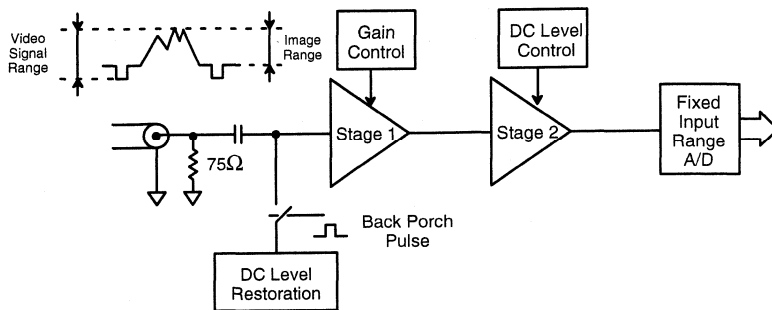 Video
Signal
Range
Image
Range
Gain
Control
DC Level
Control
Stage 1
Stage 2
Fixed
Input
Range
A/D
75Ω
Back Porch
Pulse
DC Level
Restoration